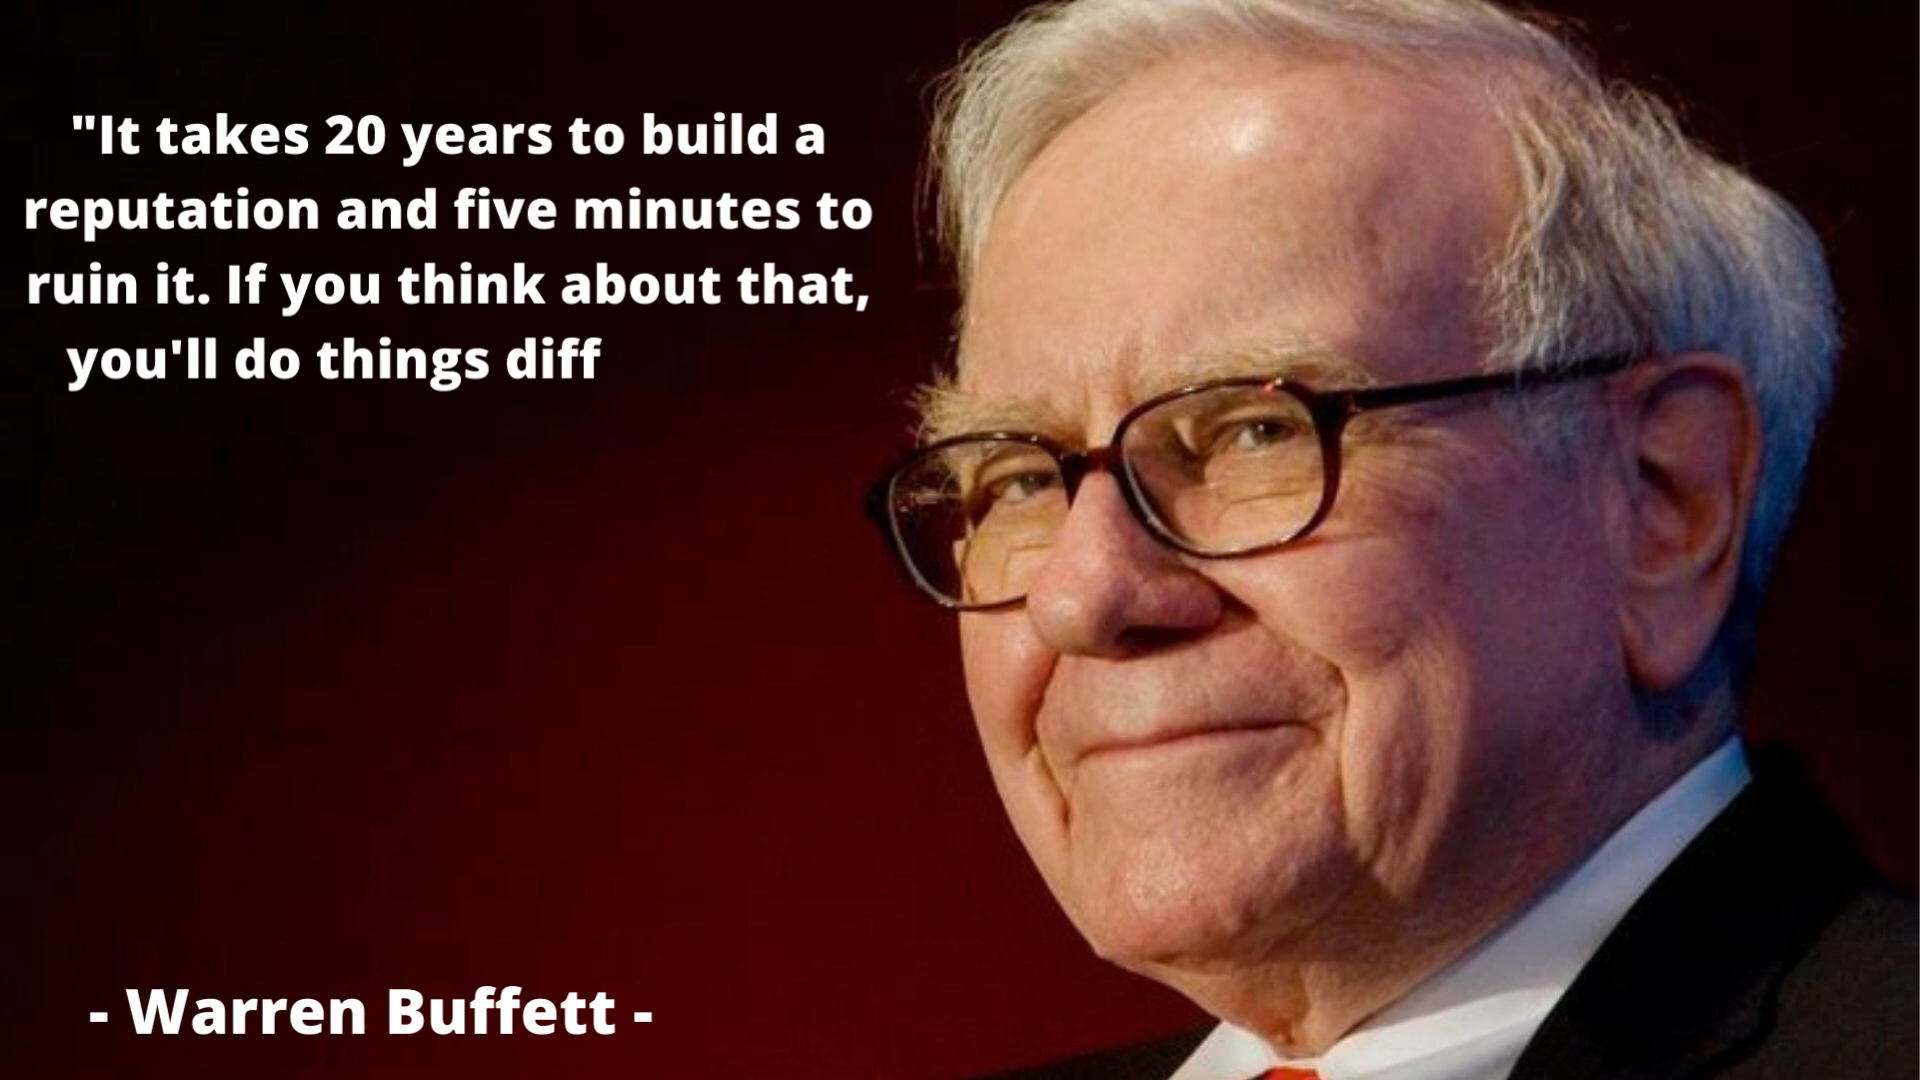 "It takes 20 years to build a
reputation and five minutes to
ruin it. If you think about that,
you'll do things diff
- Warren Buffett -